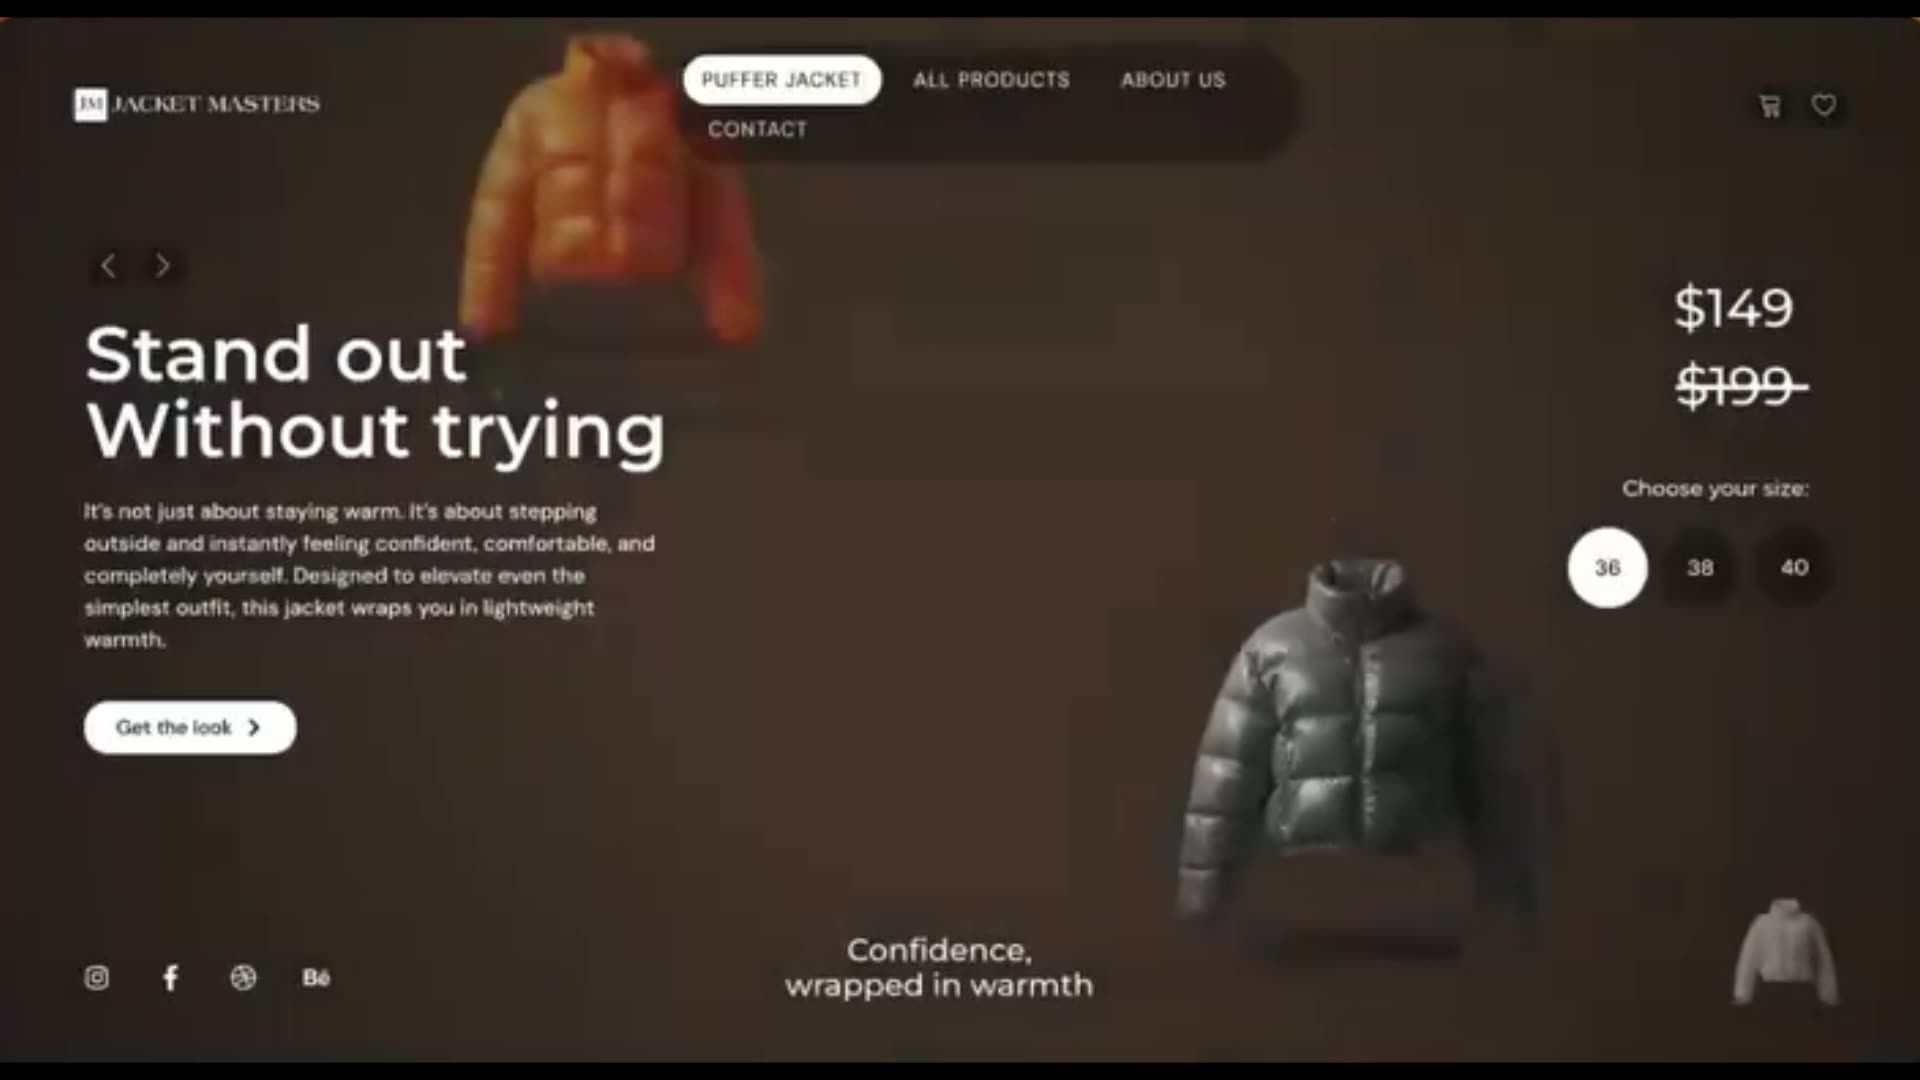 JM JACKET MASTERS
PUFFER JACKET ALL PRODUCTS ABOUT US
CONTACT
Stand out
Without trying
It's not just about staying warm. It's about stepping
outside and instantly feeling confident, comfortable, and
completely yourself. Designed to elevate even the
simplest outfit, this jacket wraps you in lightweight
warmth.
Get the look
$149
$199
Choose your size:
36 38 40
Confidence,
wrapped in warmth
Bē